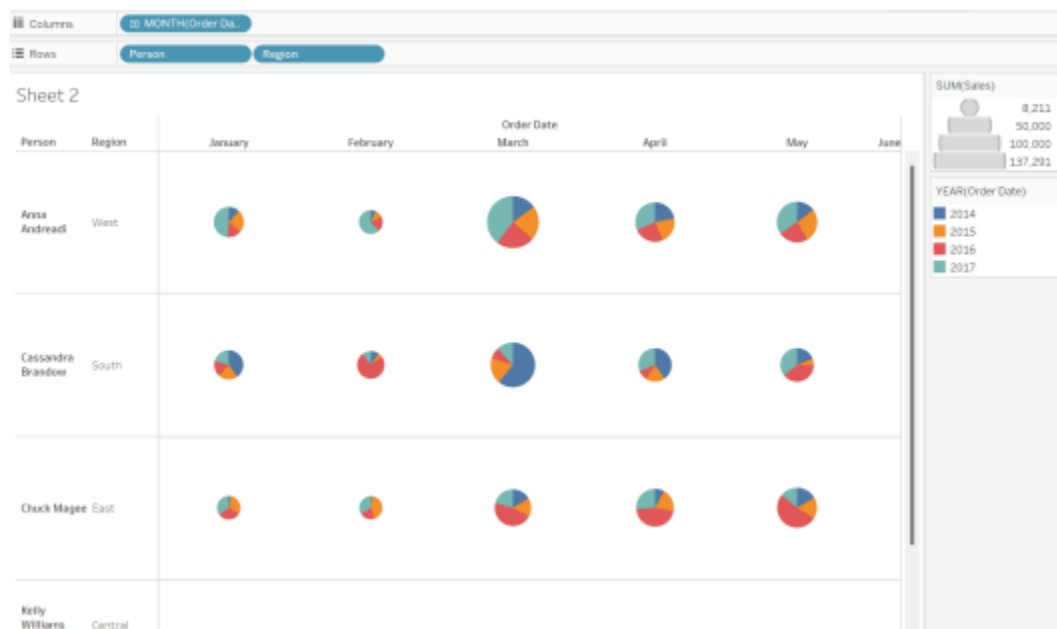 Columns MONTH(Order Da..
Rows Person Region
Sheet 2
Order Date
Person Region January February March April May June
Anna Andreadi West
Cassandra Brandow South
Chuck Magee East
Kelly Williams Central
SUM(Sales)
8,211
50,000
100,000
137,291
YEAR(Order Date)
2014
2015
2016
2017